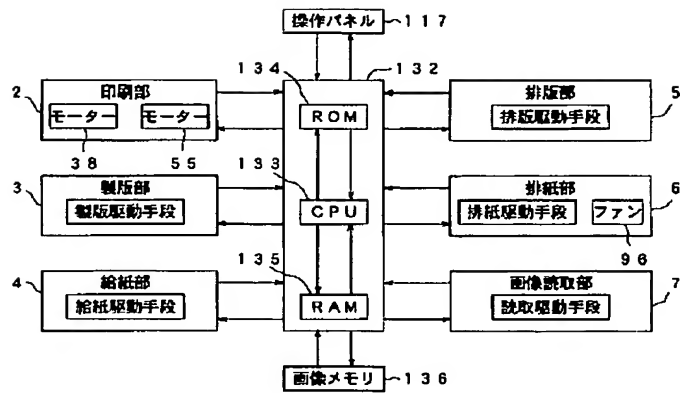 操作パネル 117
134 132
2 印刷部 ROM 排版部 5
モーター モーター 排版駆動手段
38 55
133
3 製版部 CPU 排紙部 6
製版駆動手段 排紙駆動手段 ファン
135 96
4 給紙部 RAM 画像読取部 7
給紙駆動手段 読取駆動手段
画像メモリ 136